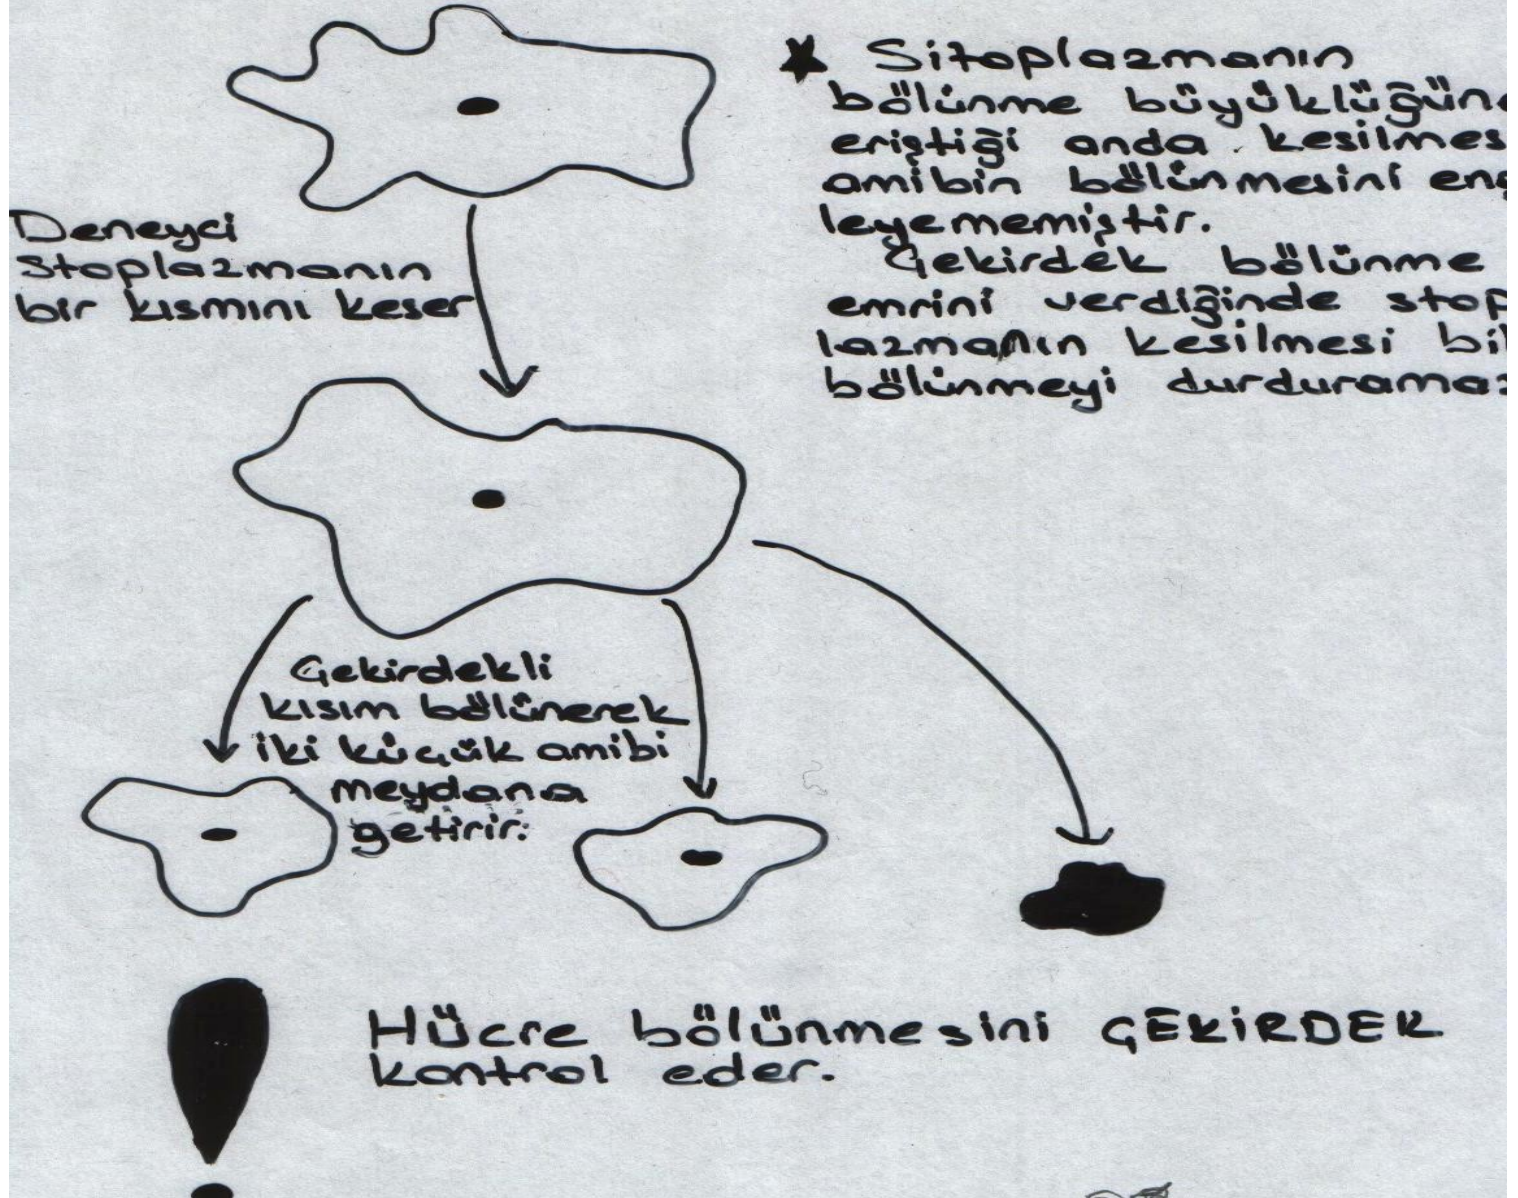 Deneyci
stoplazmanın
bir kısmını keser
★ Sitoplazmanın
bölünme büyüklüğün
eriştiği anda kesilmes
amibin bölünmesini eng
leyememiştir.
Çekirdek bölünme
emrini verdiğinde stop
lazmanın kesilmesi bil
bölünmeyi durduramaz
Çekirdekli
kısım bölünerek
iki küçük amibi
meydana
getirir.
Hücre bölünmesini ÇEKİRDEK
kontrol eder.